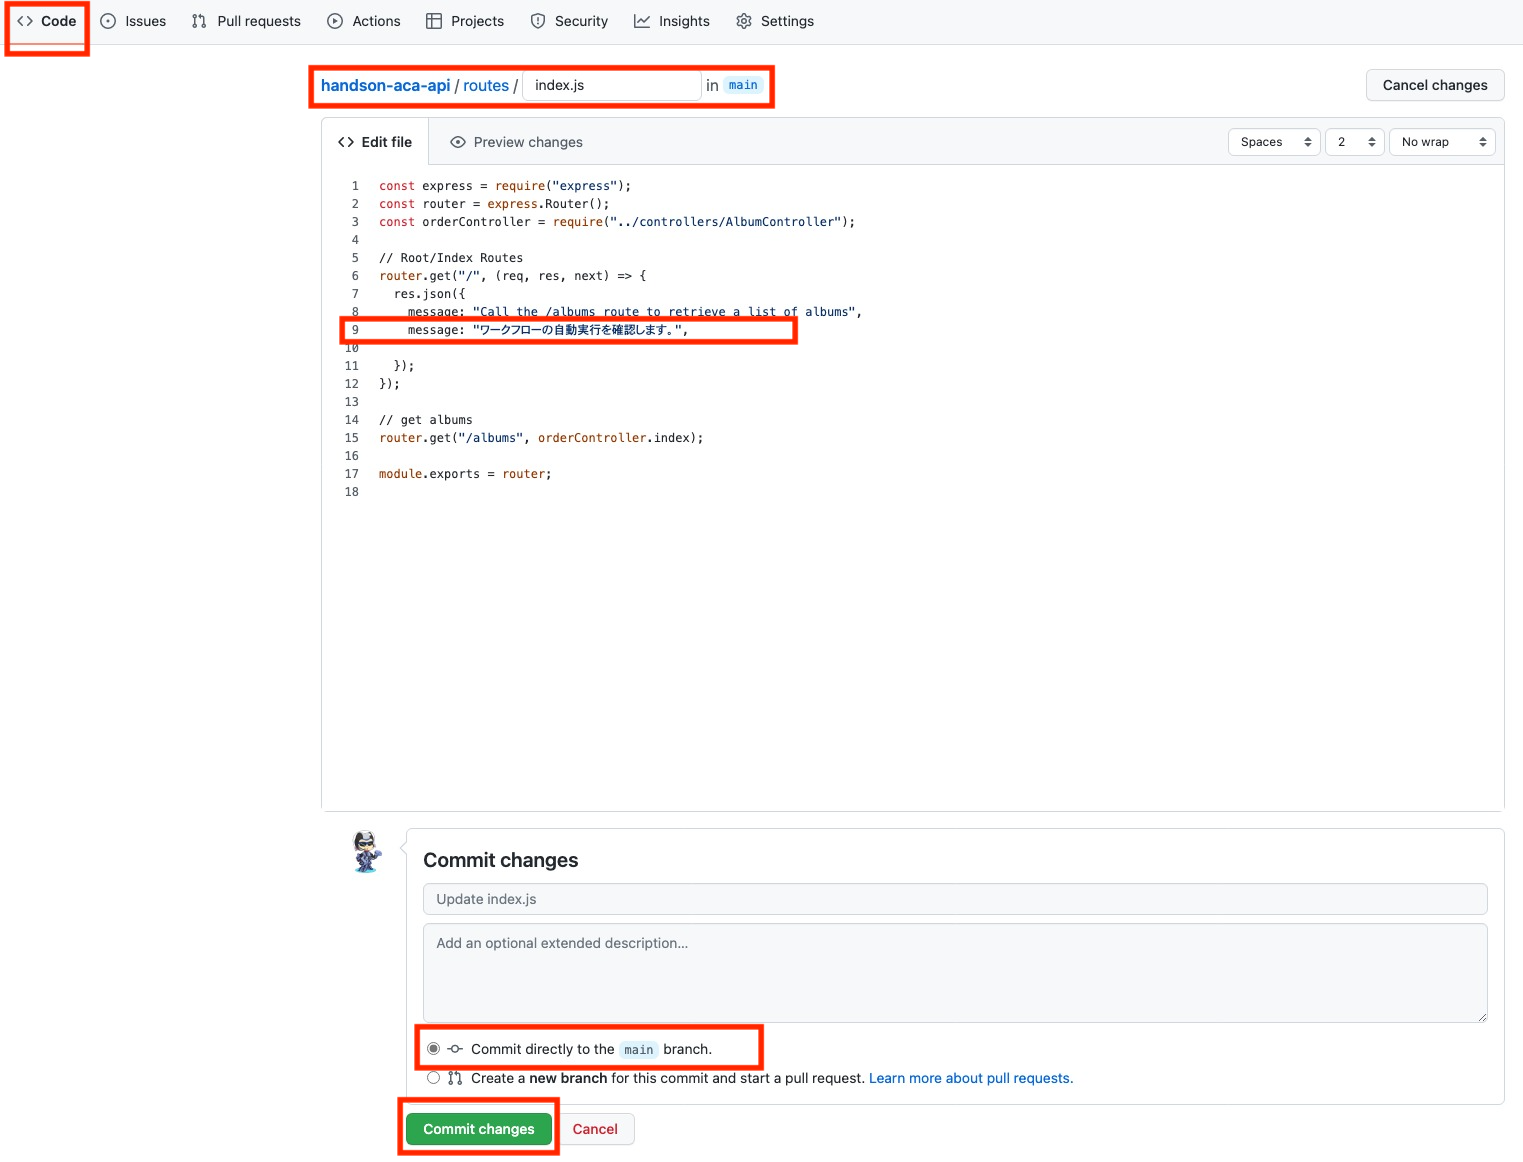 Code Issues Pull requests Actions Projects Security Insights Settings
handson-aca-api / routes / index.js in main Cancel changes
Edit file Preview changes Spaces 2 No wrap
1 const express = require("express");
2 const router = express.Router();
3 const orderController = require("../controllers/AlbumController");
4
5 // Root/Index Routes
6 router.get("/", (req, res, next) => {
7 res.json({
8 message: "Call the /albums route to retrieve a list of albums",
9 message: "ワークフローの自動実行を確認します。",
10
11 });
12 });
13
14 // get albums
15 router.get("/albums", orderController.index);
16
17 module.exports = router;
18
Commit changes
Update index.js
Add an optional extended description...
Commit directly to the main branch.
Create a new branch for this commit and start a pull request. Learn more about pull requests.
Commit changes Cancel